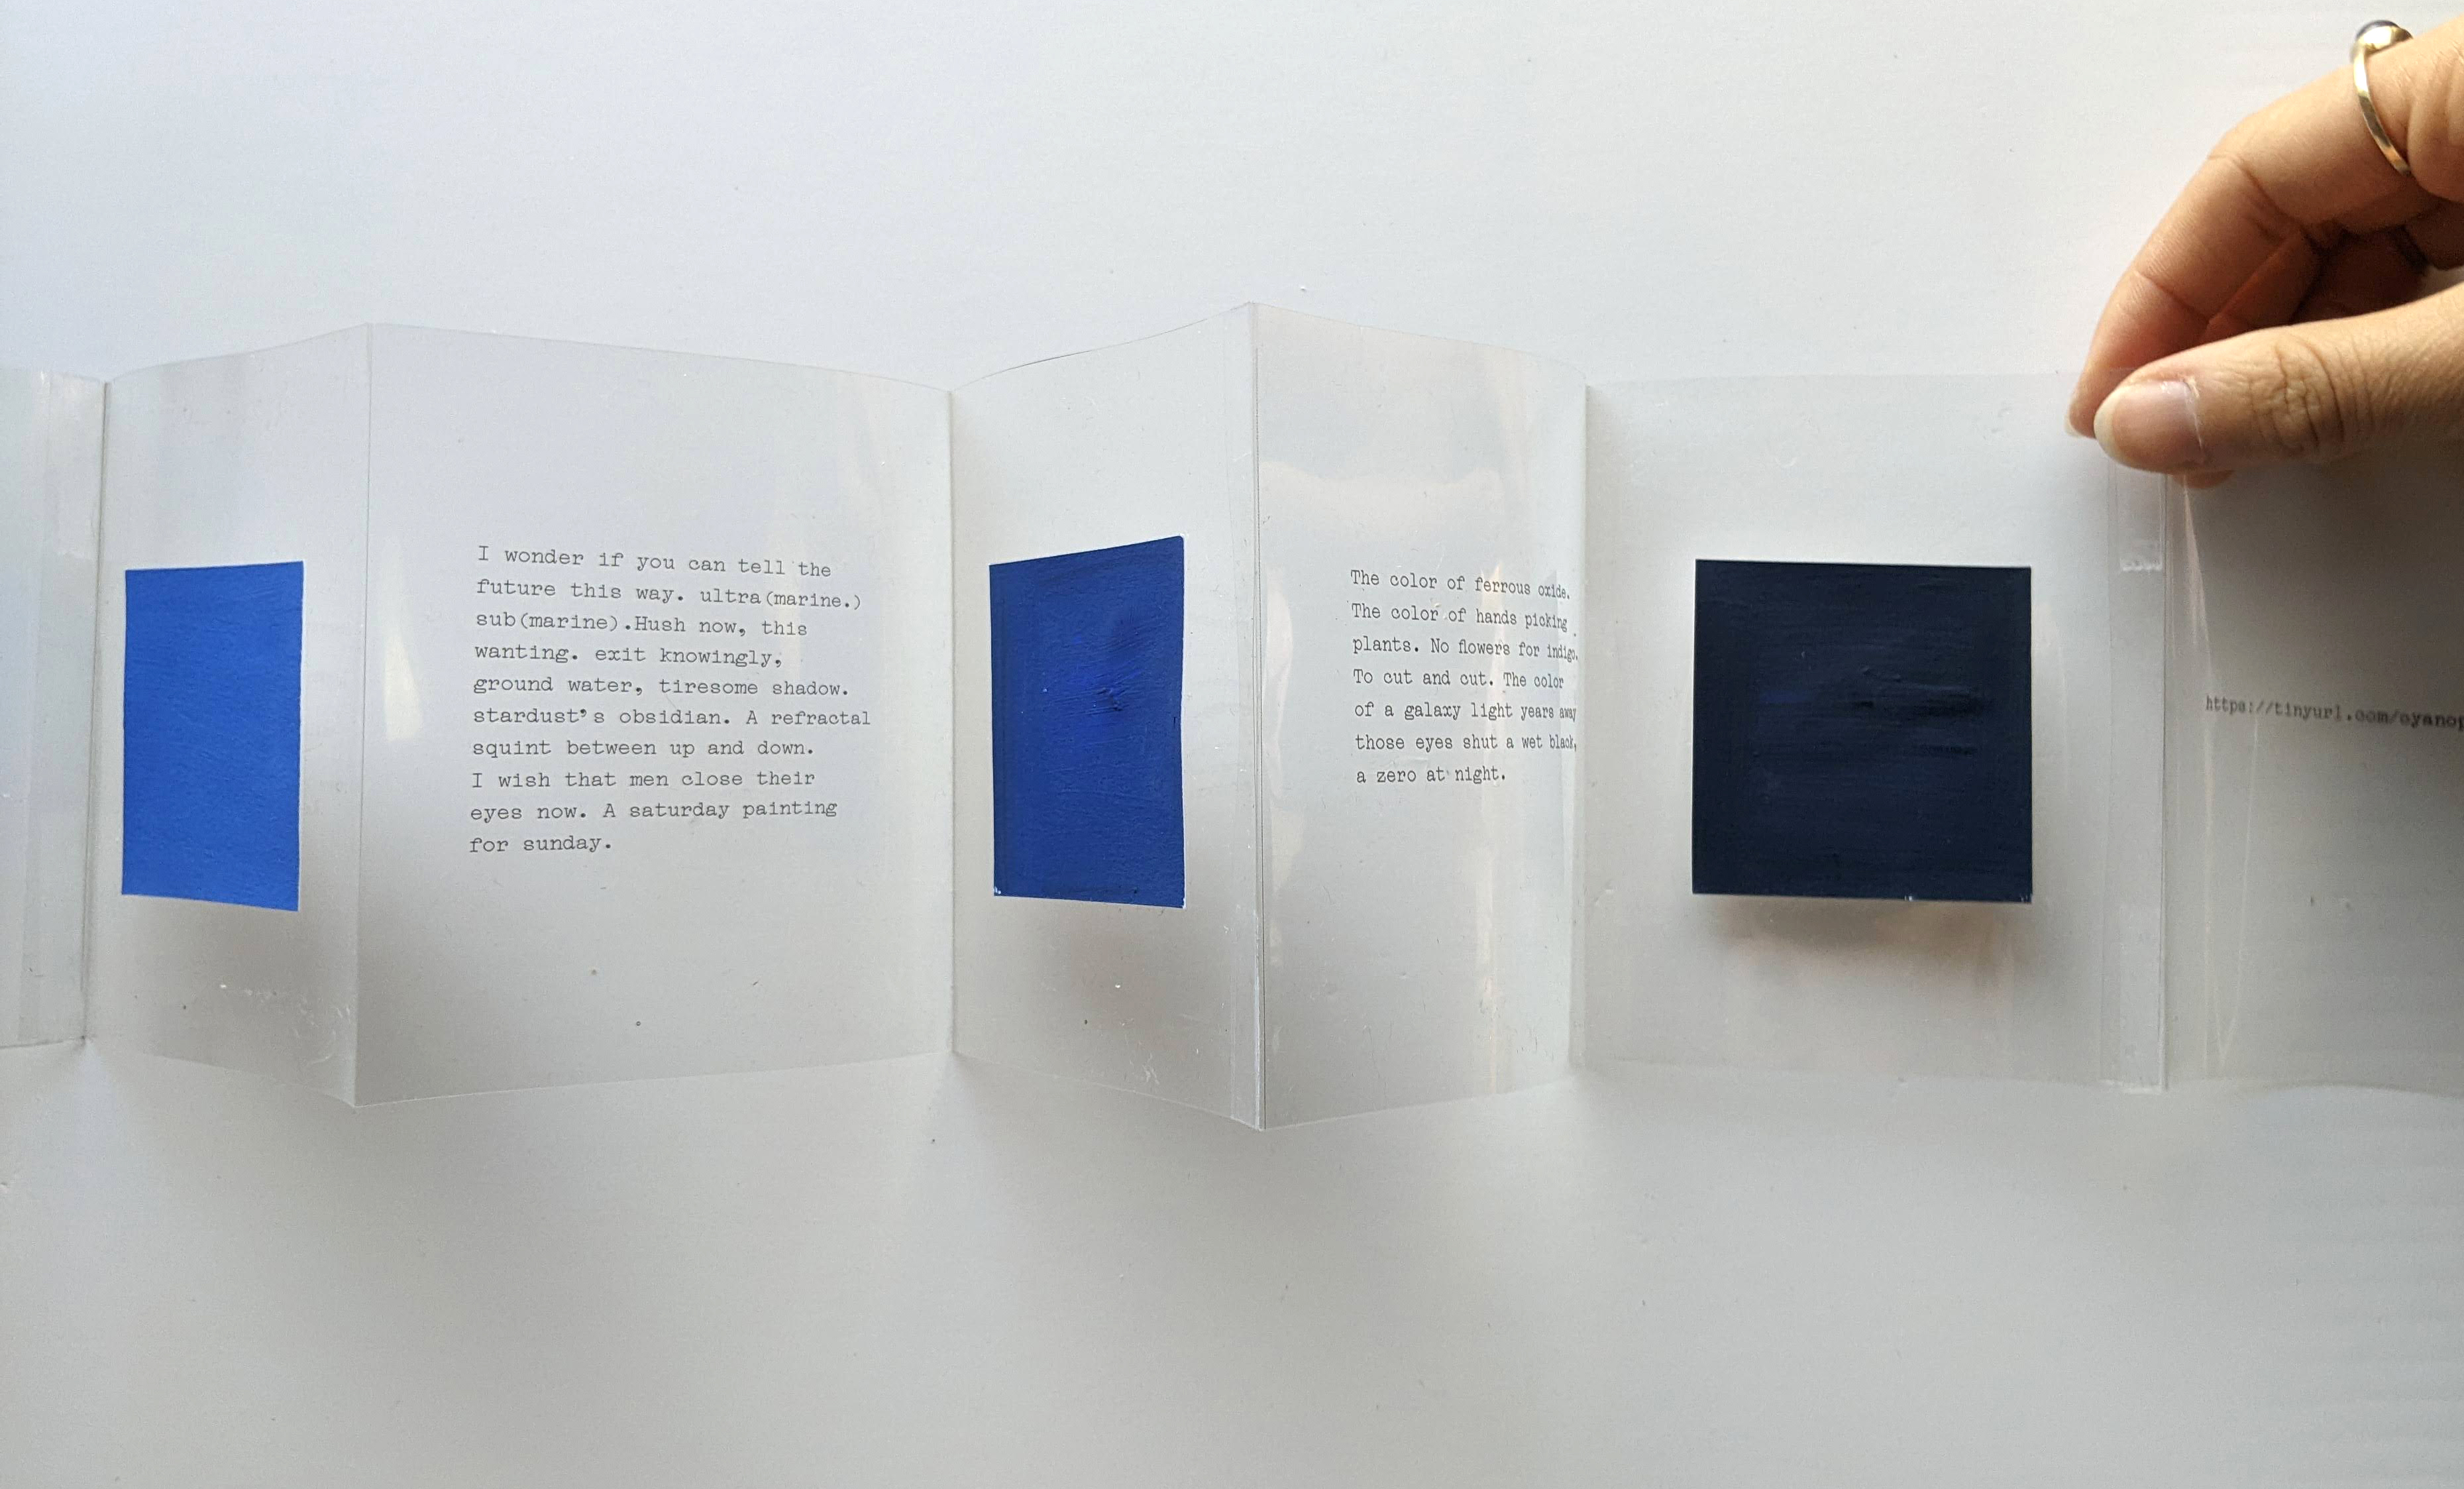 I wonder if you can tell the
future this way. ultra(marine.)
sub(marine).Hush now, this
wanting. exit knowingly,
ground water, tiresome shadow.
stardust's obsidian. A refractal
squint between up and down.
I wish that men close their
eyes now. A saturday painting
for sunday.
The color of ferrous oxide.
The color of hands picking
plants. No flowers for indigo.
To cut and cut. The color
of a galaxy light years away
those eyes shut a wet black,
a zero at night.
https://tinyurl.com/cyanop